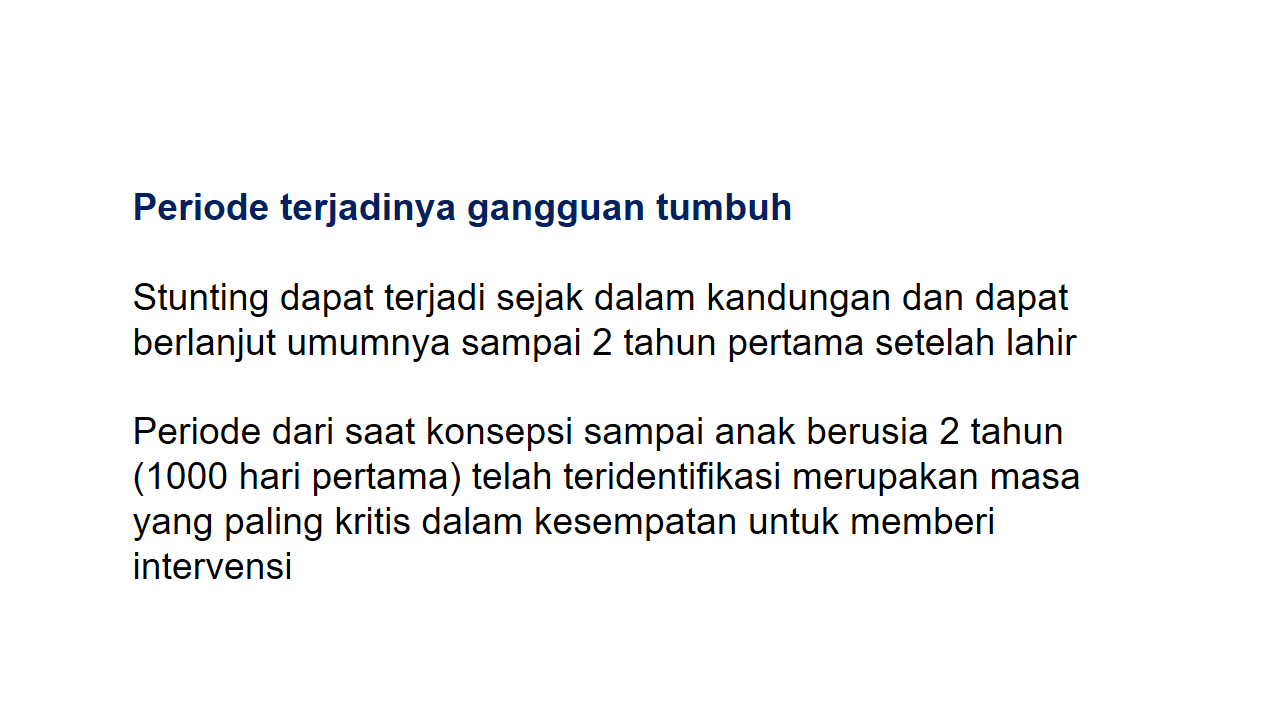 Periode terjadinya gangguan tumbuh
Stunting dapat terjadi sejak dalam kandungan dan dapat
berlanjut umumnya sampai 2 tahun pertama setelah lahir
Periode dari saat konsepsi sampai anak berusia 2 tahun
(1000 hari pertama) telah teridentifikasi merupakan masa
yang paling kritis dalam kesempatan untuk memberi
intervensi